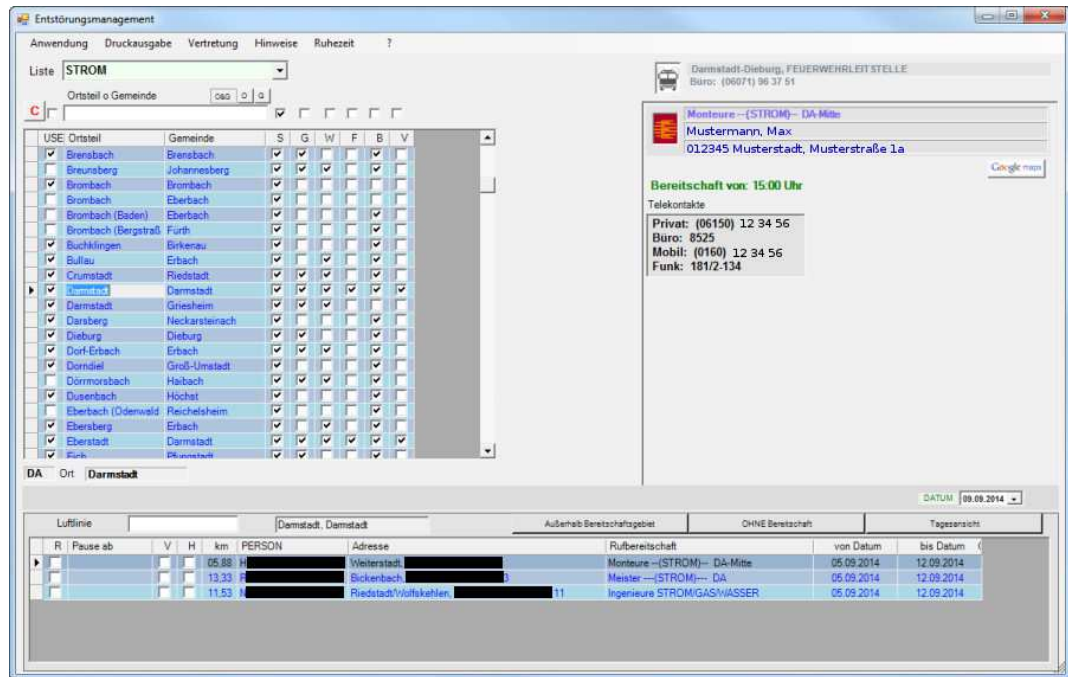 Entstörungsmanagement
Anwendung Druckausgabe Vertretung Hinweise Ruhezeit ?
Liste STROM
Ortsteil o Gemeinde O&G O G
C
USE Ortsteil Gemeinde S G W F B V
Brensbach Brensbach
Breunsberg Johannesberg
Brombach Brombach
Brombach Eberbach
Brombach (Baden) Eberbach
Brombach (Bergstraß Fürth
Buchklingen Birkenau
Bullau Erbach
Crumstadt Riedstadt
Darmstadt Darmstadt
Darmstadt Griesheim
Darsberg Neckarsteinach
Dieburg Dieburg
Dorf-Erbach Erbach
Dorndiel Groß-Umstadt
Dörrmorsbach Haibach
Dusenbach Höchst
Eberbach (Odenwald Reichelsheim
Ebersberg Erbach
Eberstadt Darmstadt
Eich Pfungstadt
DA Ort Darmstadt
Darmstadt-Dieburg, FEUERWEHRLEITSTELLE
Büro: (06071) 96 37 51
Monteure --(STROM)-- DA-Mitte
Mustermann, Max
012345 Musterstadt, Musterstraße 1a
Google maps
Bereitschaft von: 15:00 Uhr
Telekontakte
Privat: (06150) 12 34 56
Büro: 8525
Mobil: (0160) 12 34 56
Funk: 181/2-134
DATUM 09.09.2014
Luftlinie Darmstadt, Darmstadt Außerhalb Bereitschaftsgebiet OHNE Bereitschaft Tagesansicht
R Pause ab V H km PERSON Adresse Rufbereitschaft von Datum bis Datum (
05,88 H Weiterstadt, Monteure --(STROM)-- DA-Mitte 05.09.2014 12.09.2014
13,33 R Bickenbach, 3 Meister ----(STROM)---- DA 05.09.2014 12.09.2014
11,53 N Riedstadt/Wolfskehlen, 11 Ingenieure STROM/GAS/WASSER 05.09.2014 12.09.2014